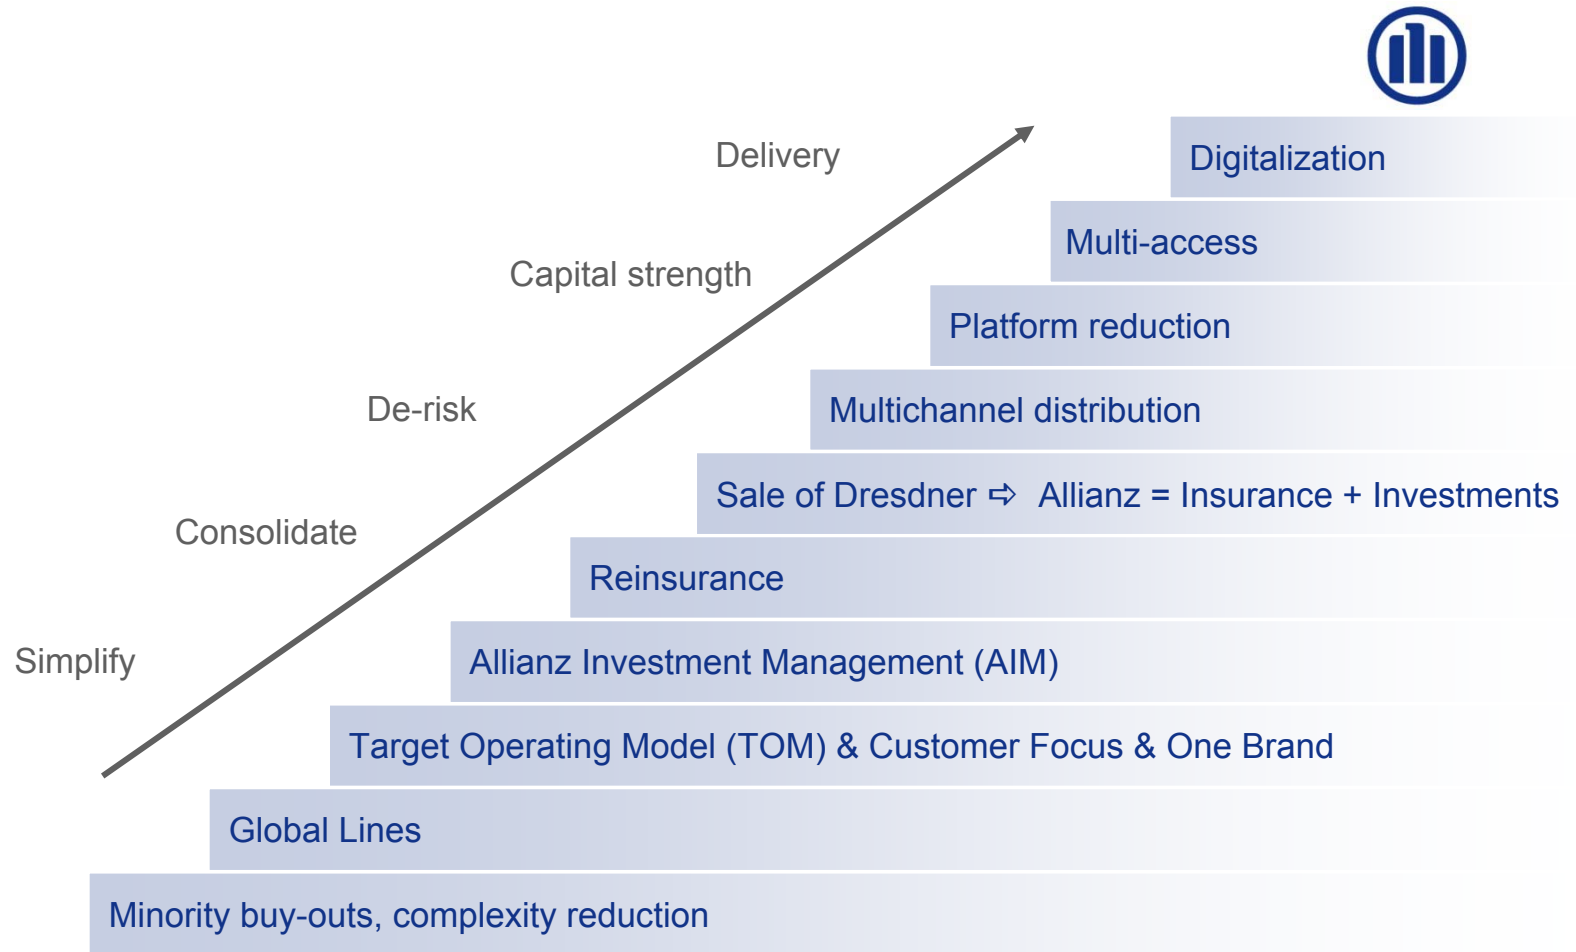 Delivery
Digitalization
Multi-access
Capital strength
Platform reduction
De-risk
Multichannel distribution
Sale of Dresdner ⇨ Allianz = Insurance + Investments
Consolidate
Reinsurance
Simplify
Allianz Investment Management (AIM)
Target Operating Model (TOM) & Customer Focus & One Brand
Global Lines
Minority buy-outs, complexity reduction